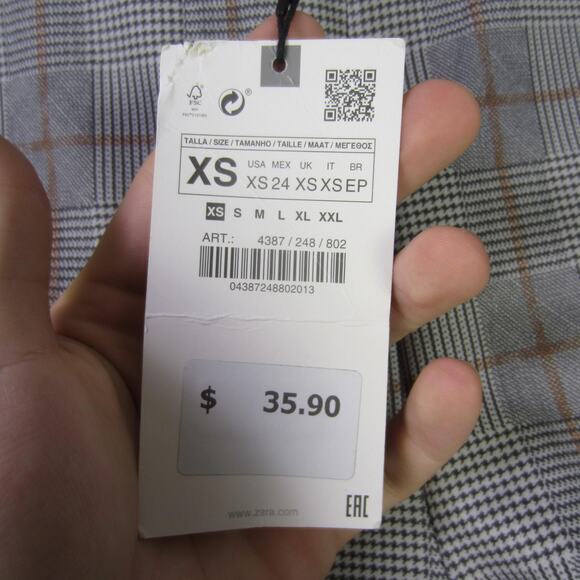 FSC
®
TALLA / SIZE / TAMANHO / TAILLE / MAAT / ΜΕΓΕΘΟΣ
XS
USA MEX UK IT BR
XS 24 XS XS EP
XS S M L XL XXL
ART.: 4387 / 248 / 802
04387248802013
$ 35.90
www.zara.com
EAC